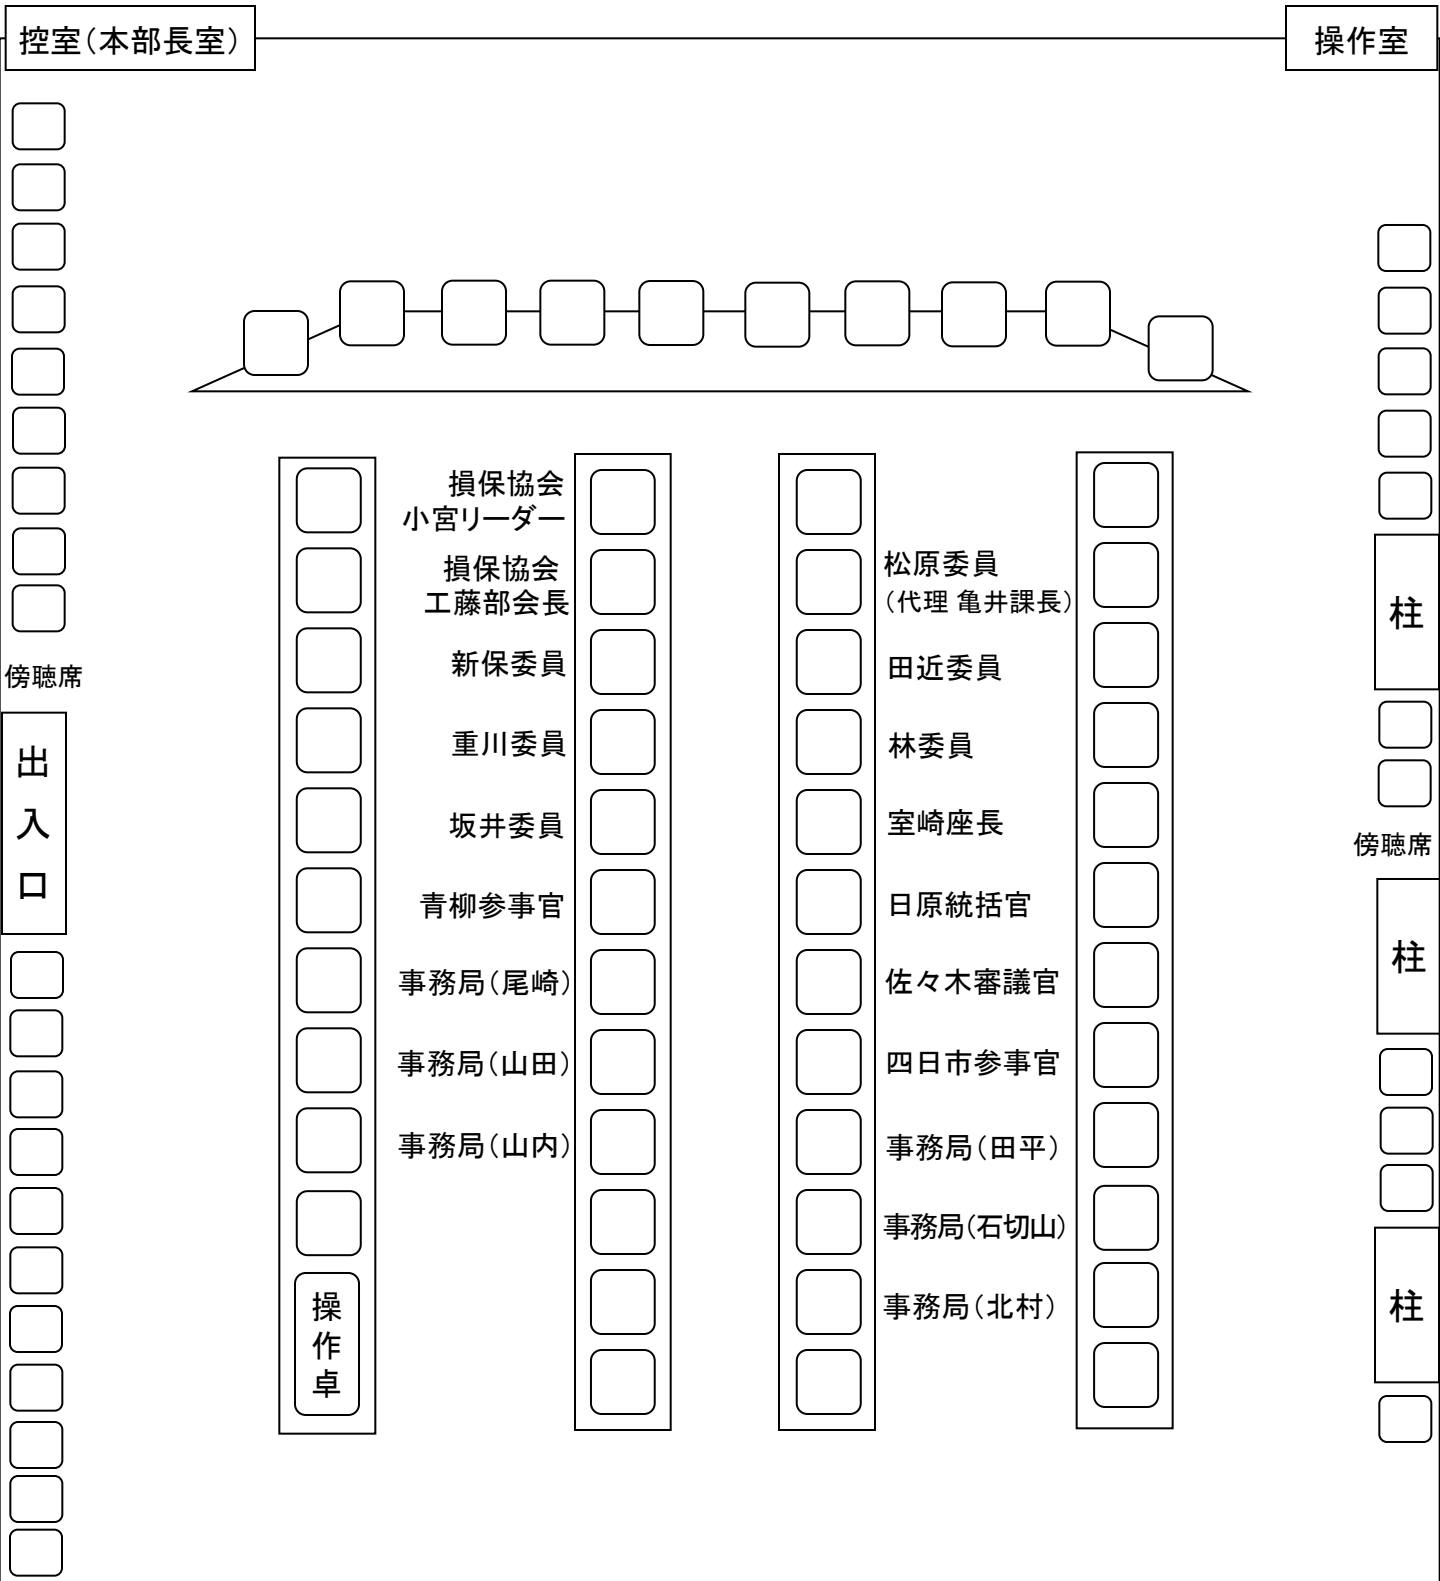 控室（本部長室）
操作室
損保協会
小宮リーダー
損保協会
工藤部会長
新保委員
重川委員
坂井委員
青柳参事官
事務局（尾崎）
事務局（山田）
事務局（山内）
松原委員
（代理 亀井課長）
田近委員
林委員
室崎座長
日原統括官
佐々木審議官
四日市参事官
事務局（田平）
事務局（石切山）
事務局（北村）
傍聴席
出
入
口
操
作
卓
柱
傍聴席
柱
柱